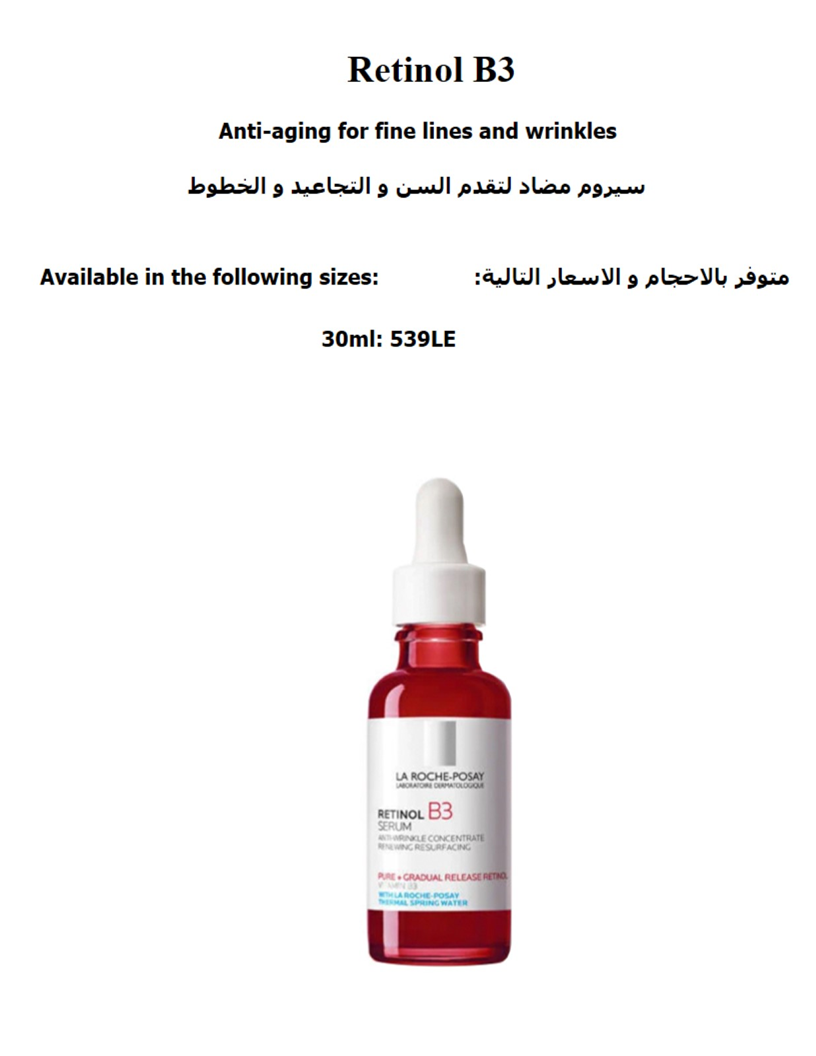 Retinol B3
Anti-aging for fine lines and wrinkles
سيروم مضاد لتقدم السن و التجاعيد و الخطوط
Available in the following sizes:
متوفر بالاحجام و الاسعار التالية:
30ml: 539LE
LA ROCHE-POSAY
LABORATOIRE DERMATOLOGIQUE
RETINOL B3
SERUM
ANTI-WRINKLE CONCENTRATE
RENEWING RESURFACING
PURE + GRADUAL RELEASE RETINOL
VITAMIN B3
WITH LA ROCHE-POSAY
THERMAL SPRING WATER